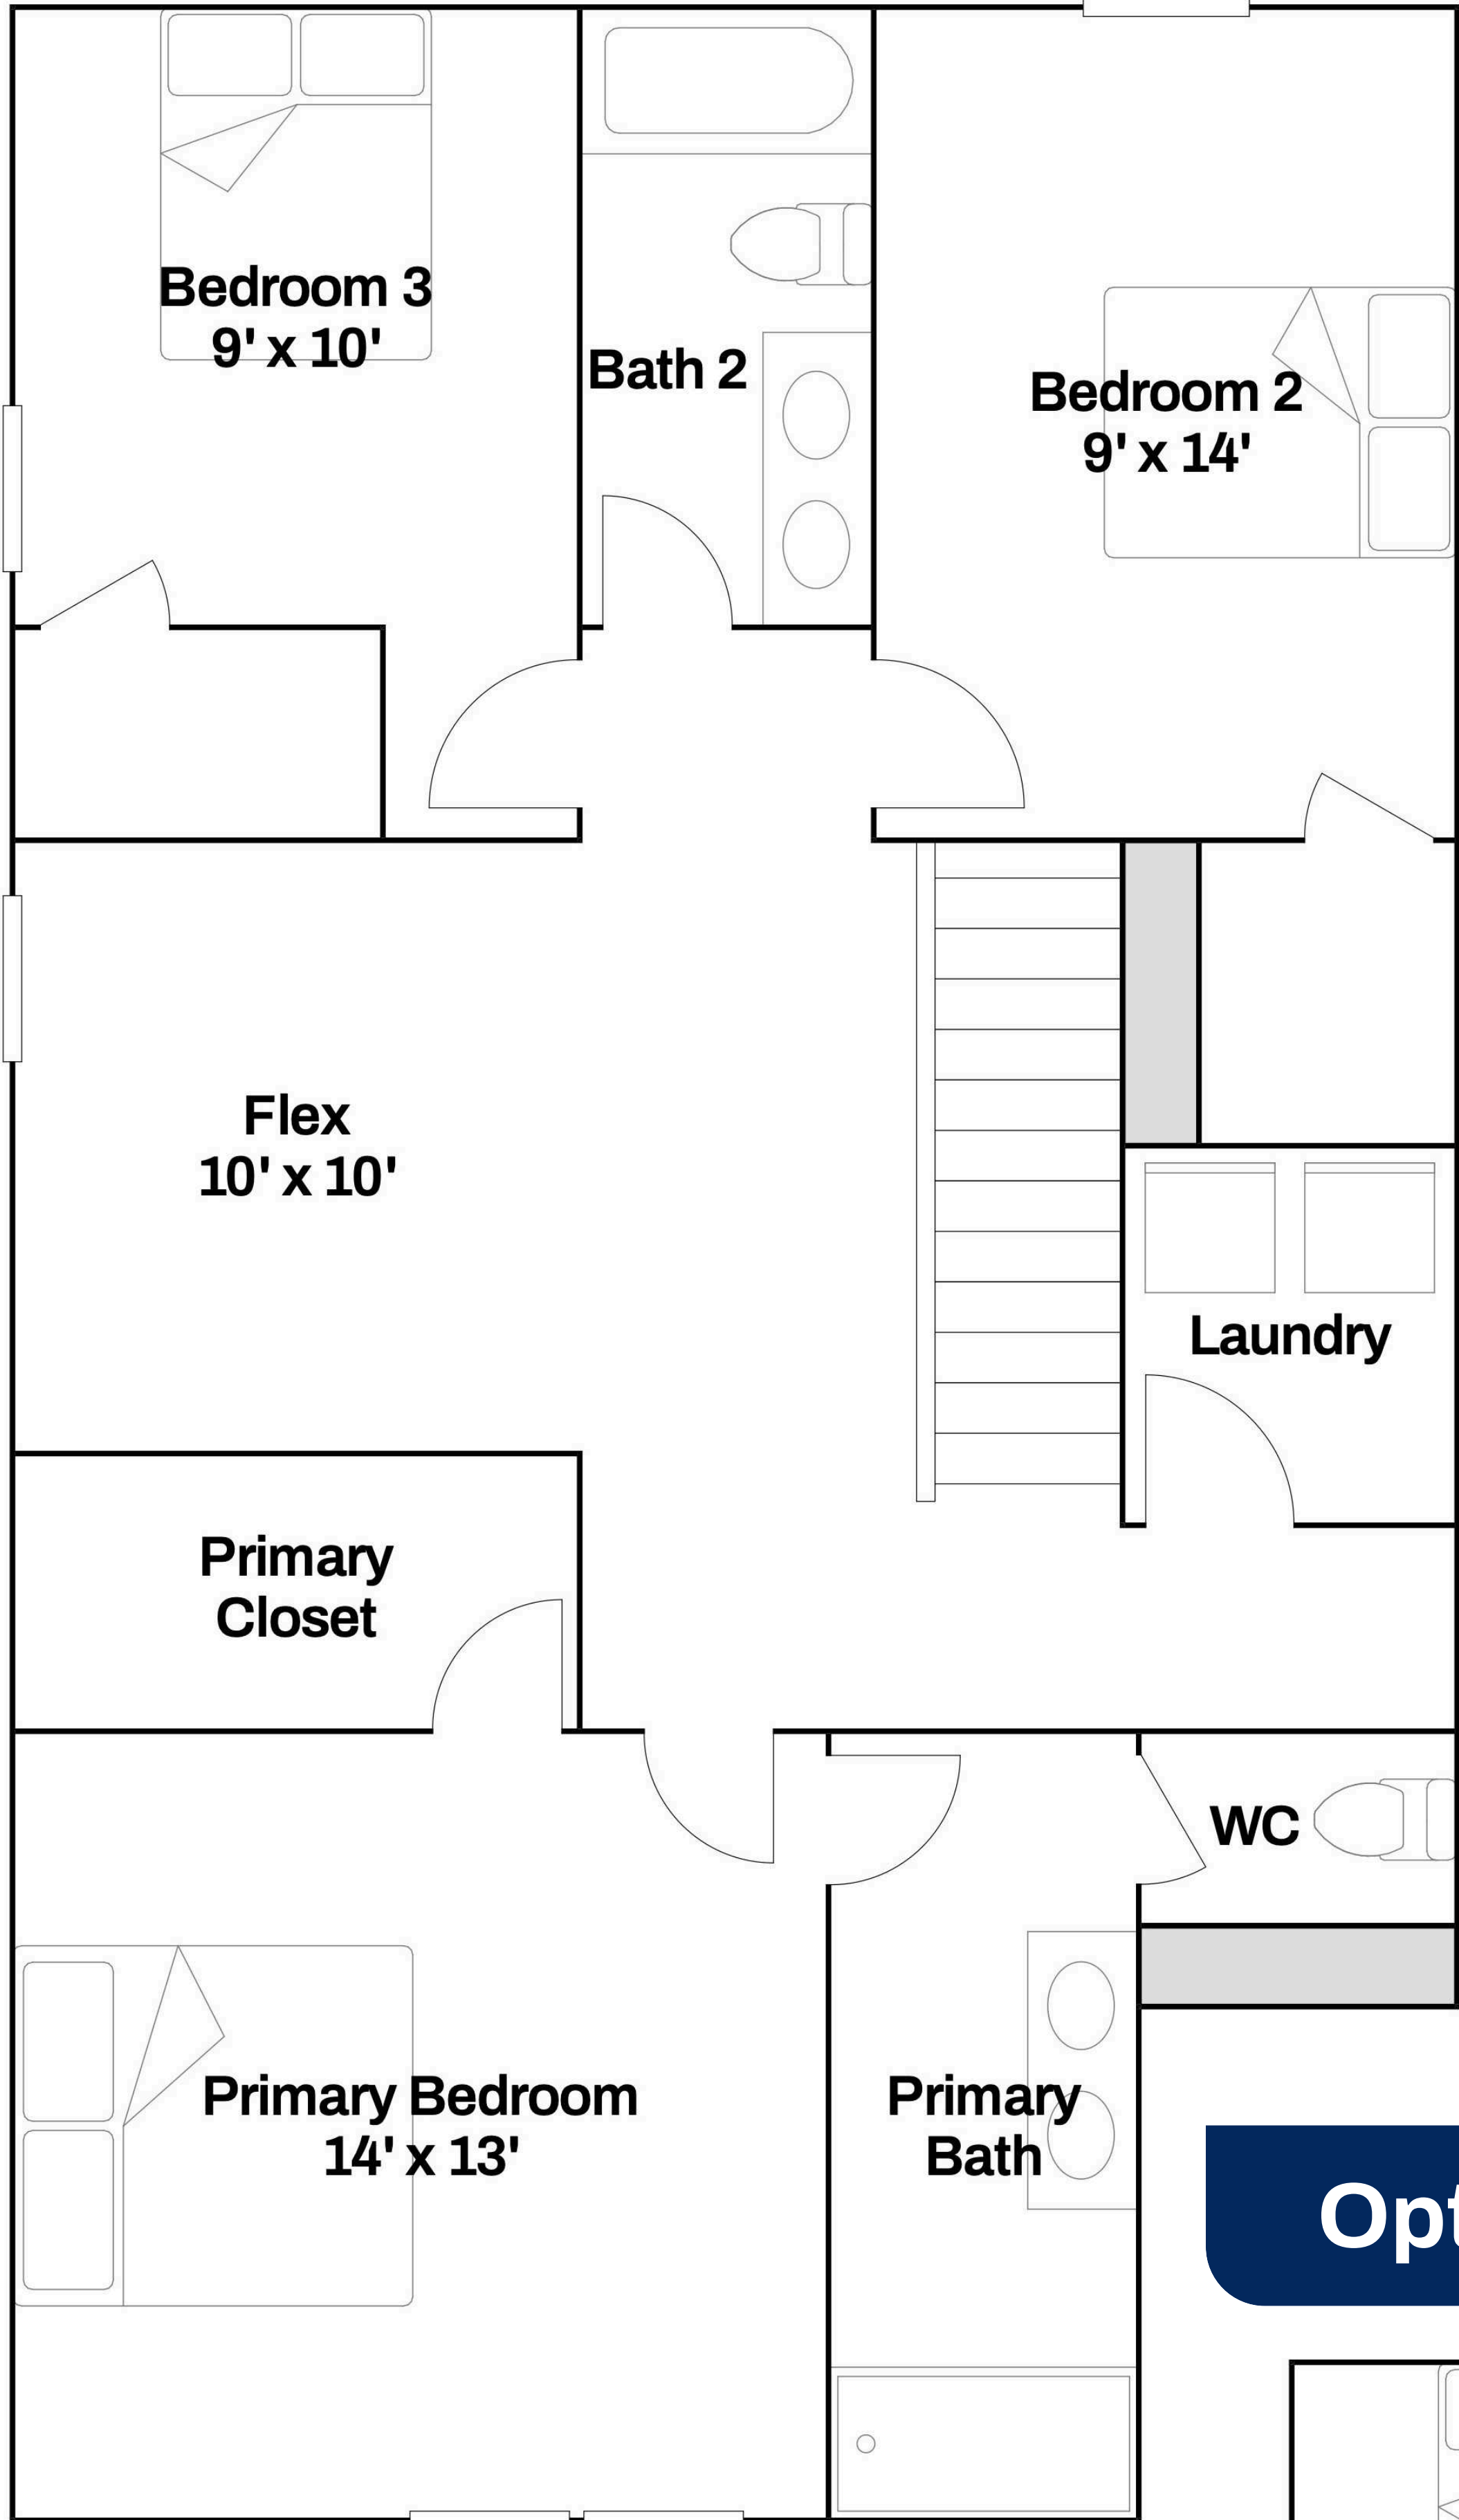 Bedroom 3
9' x 10'
Bath 2
Bedroom 2
9' x 14'
Flex
10' x 10'
Laundry
Primary
Closet
WC
Primary Bedroom
14' x 13'
Primary
Bath
Opt